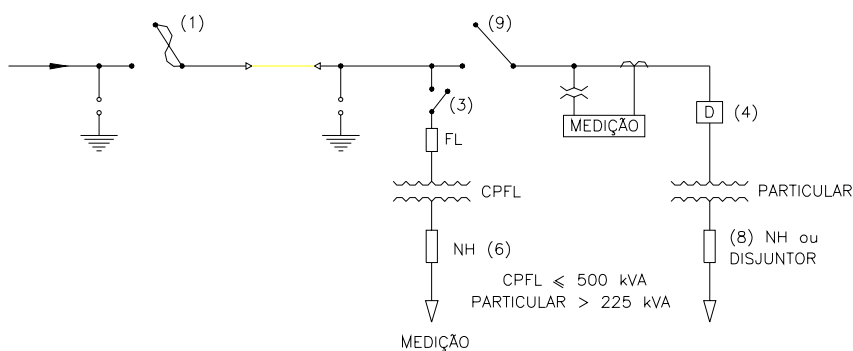 (1)
(9)
(3)
D
(4)
MEDIÇÃO
FL
CPFL
PARTICULAR
NH (6)
(8) NH ou
DISJUNTOR
CPFL ⩽ 500 kVA
PARTICULAR > 225 kVA
MEDIÇÃO